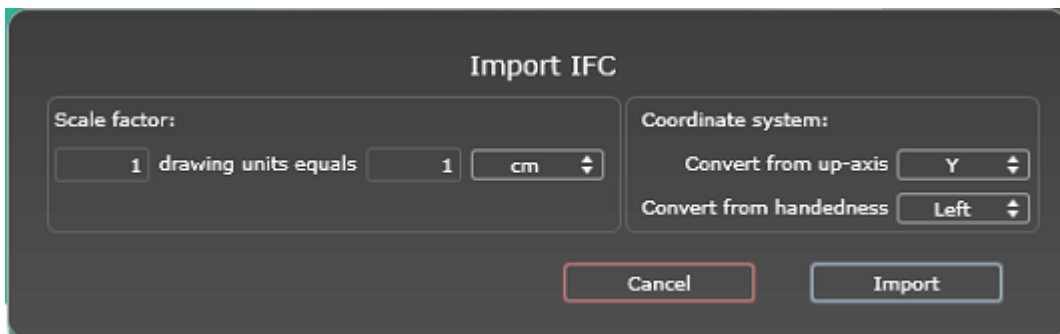 Import IFC
Scale factor:
1 drawing units equals 1 cm
Coordinate system:
Convert from up-axis Y
Convert from handedness Left
Cancel Import